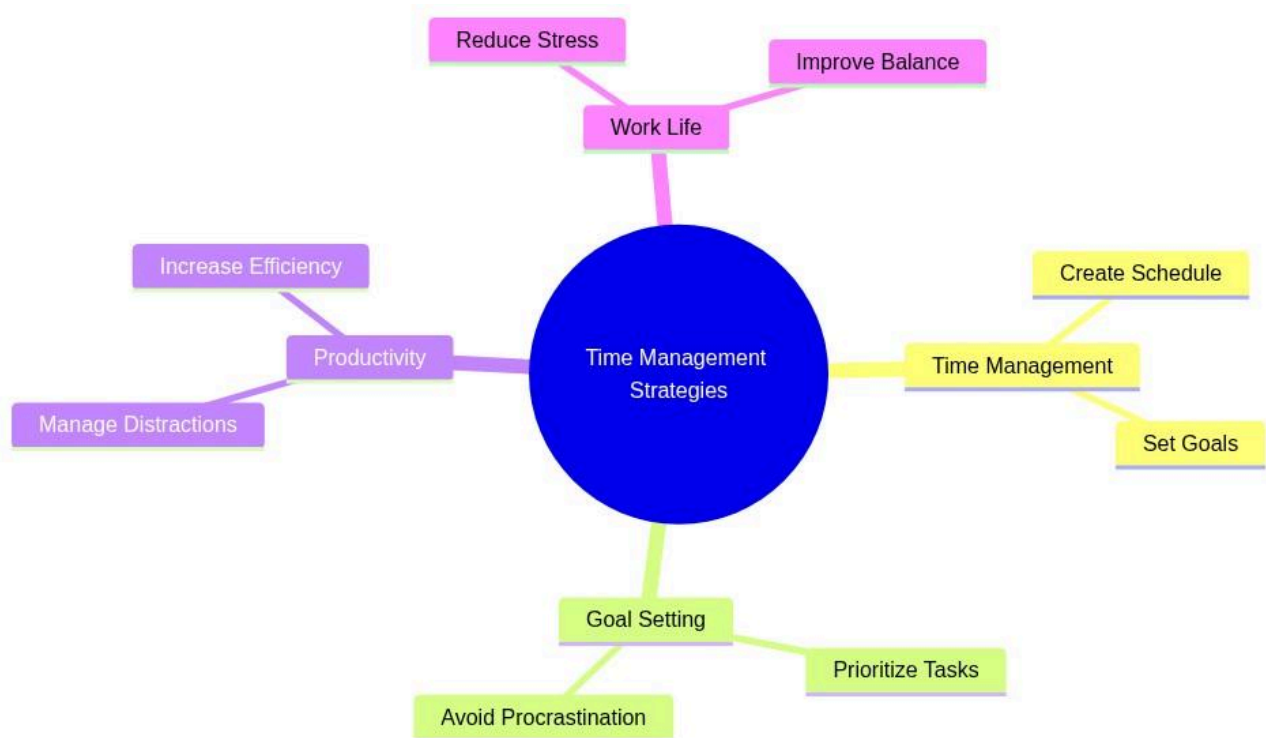 Reduce Stress
Improve Balance
Work Life
Increase Efficiency
Create Schedule
Productivity
Time Management
Strategies
Time Management
Manage Distractions
Set Goals
Goal Setting
Prioritize Tasks
Avoid Procrastination